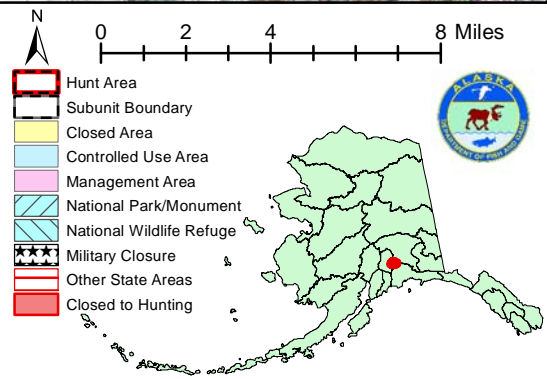 N
0 4 8 Miles
Hunt Area
Subunit Boundary
Closed Area
Controlled Use Area
Management Area
National Park/Monument
National Wildlife Refuge
Military Closure
Other State Areas
Closed to Hunting
ALASKA
DEPARTMENT OF FISH AND GAME